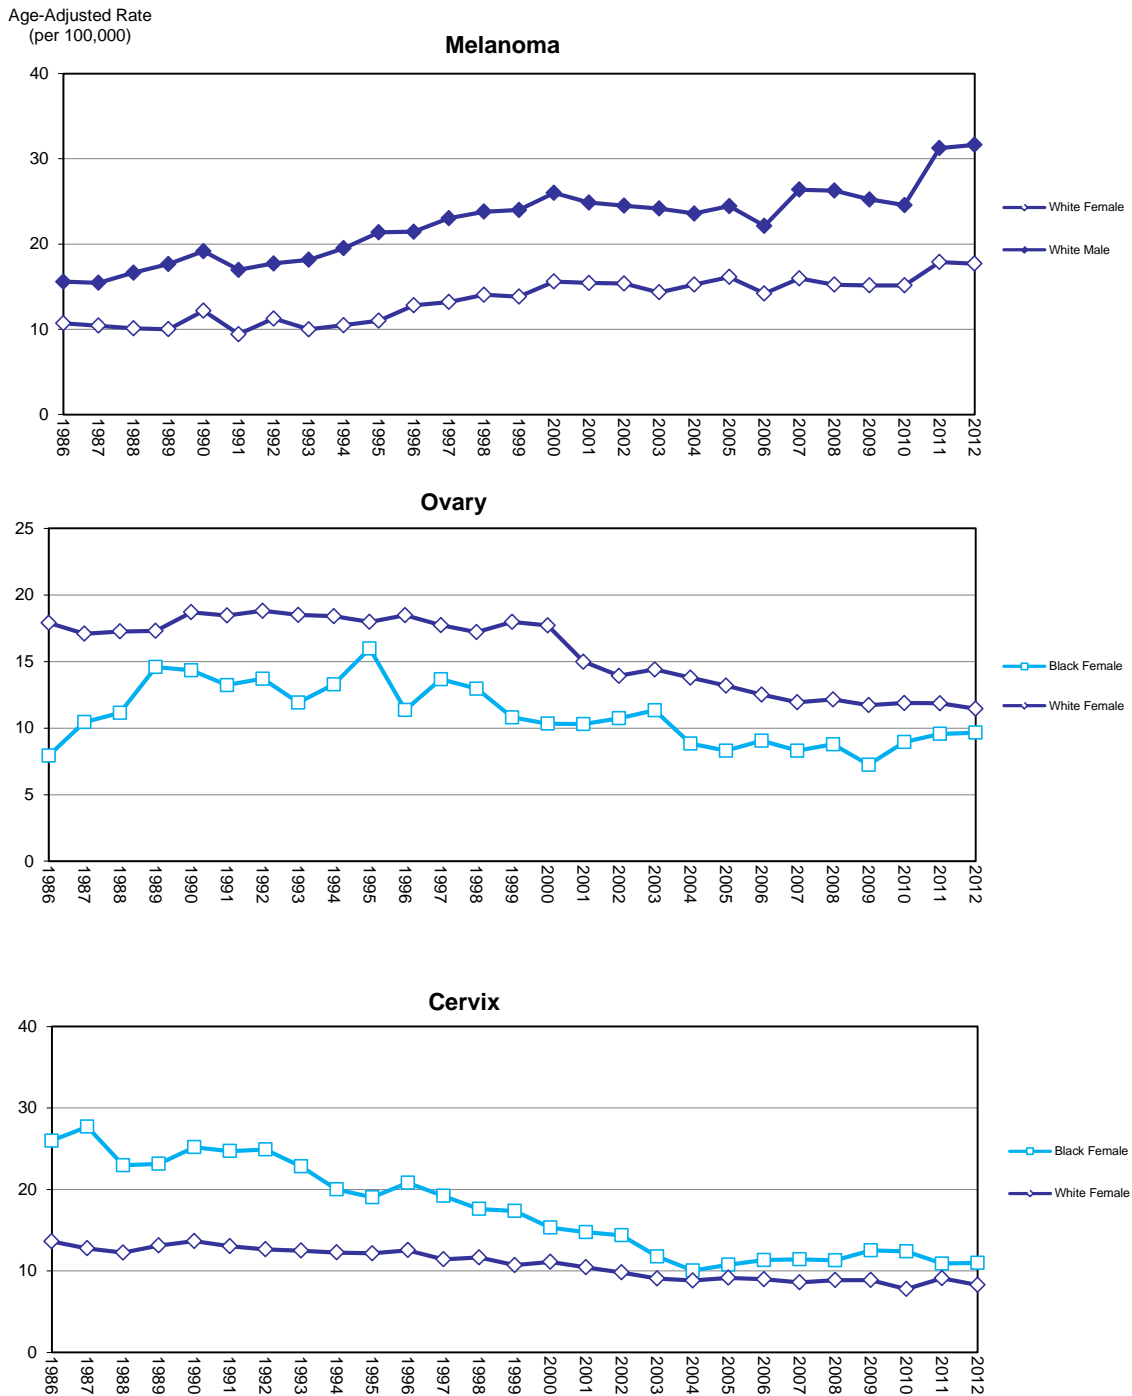 Age-Adjusted Rate
(per 100,000)
Melanoma
40
30
20
10
0
1986 1987 1988 1989 1990 1991 1992 1993 1994 1995 1996 1997 1998 1999 2000 2001 2002 2003 2004 2005 2006 2007 2008 2009 2010 2011 2012
White Female
White Male
Ovary
25
20
15
10
5
0
1986 1987 1988 1989 1990 1991 1992 1993 1994 1995 1996 1997 1998 1999 2000 2001 2002 2003 2004 2005 2006 2007 2008 2009 2010 2011 2012
Black Female
White Female
Cervix
40
30
20
10
0
1986 1987 1988 1989 1990 1991 1992 1993 1994 1995 1996 1997 1998 1999 2000 2001 2002 2003 2004 2005 2006 2007 2008 2009 2010 2011 2012
Black Female
White Female